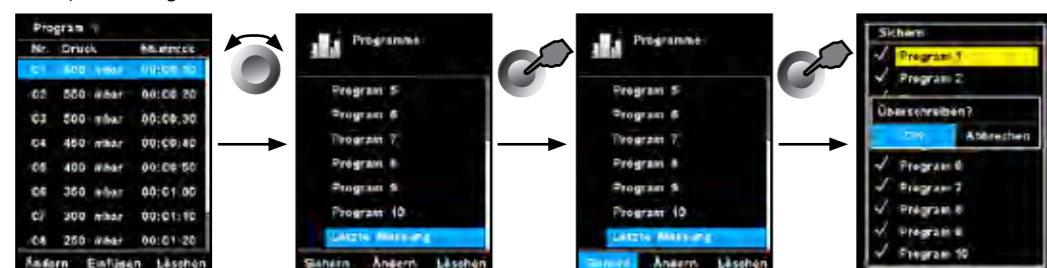 Program 1
Nr. Druck hh:mm:ss
01 600 mbar 00:00:10
02 550 mbar 00:00:20
03 500 mbar 00:00:30
04 450 mbar 00:00:40
05 400 mbar 00:00:50
06 350 mbar 00:01:00
07 300 mbar 00:01:10
08 250 mbar 00:01:20
Ändern Einfügen Löschen
Programme
Program 5
Program 6
Program 7
Program 8
Program 9
Program 10
Letzte Messung
Sichern Ändern Löschen
Programme
Program 5
Program 6
Program 7
Program 8
Program 9
Program 10
Letzte Messung
Sichern Ändern Löschen
Sichern
Program 1
Program 2
Überschreiben?
Abbrechen
Program 6
Program 7
Program 8
Program 9
Program 10